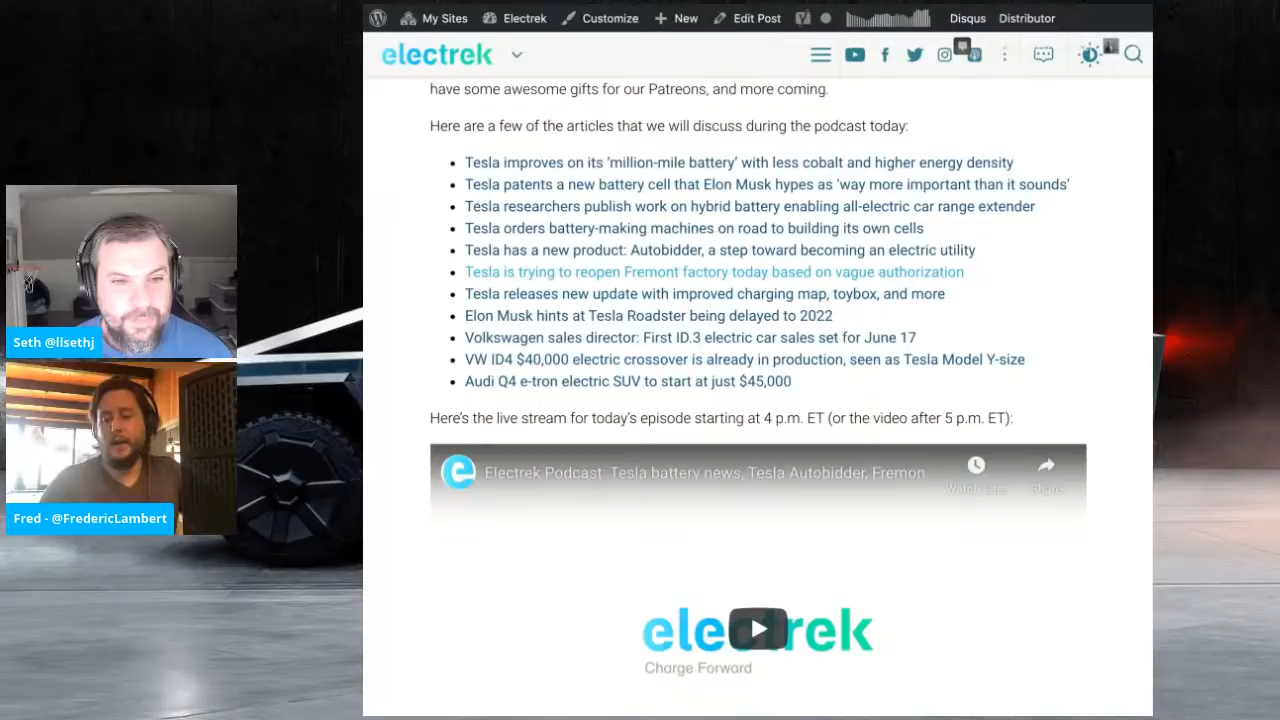 My Sites
Electrek
Customize
New
Edit Post
Disqus
Distributor
electrek
have some awesome gifts for our Patreons, and more coming.
Here are a few of the articles that we will discuss during the podcast today:
Tesla improves on its ‘million-mile battery’ with less cobalt and higher energy density
Tesla patents a new battery cell that Elon Musk hypes as ‘way more important than it sounds’
Tesla researchers publish work on hybrid battery enabling all-electric car range extender
Tesla orders battery-making machines on road to building its own cells
Tesla has a new product: Autobidder, a step toward becoming an electric utility
Tesla is trying to reopen Fremont factory today based on vague authorization
Tesla releases new update with improved charging map, toybox, and more
Elon Musk hints at Tesla Roadster being delayed to 2022
Volkswagen sales director: First ID.3 electric car sales set for June 17
VW ID4 $40,000 electric crossover is already in production, seen as Tesla Model Y-size
Audi Q4 e-tron electric SUV to start at just $45,000
Here’s the live stream for today’s episode starting at 4 p.m. ET (or the video after 5 p.m. ET):
Electrek Podcast: Tesla battery news, Tesla Autobidder, Fremon
Watch later
Share
electrek
Charge Forward
Seth @llsethj
Fred - @FredericLambert